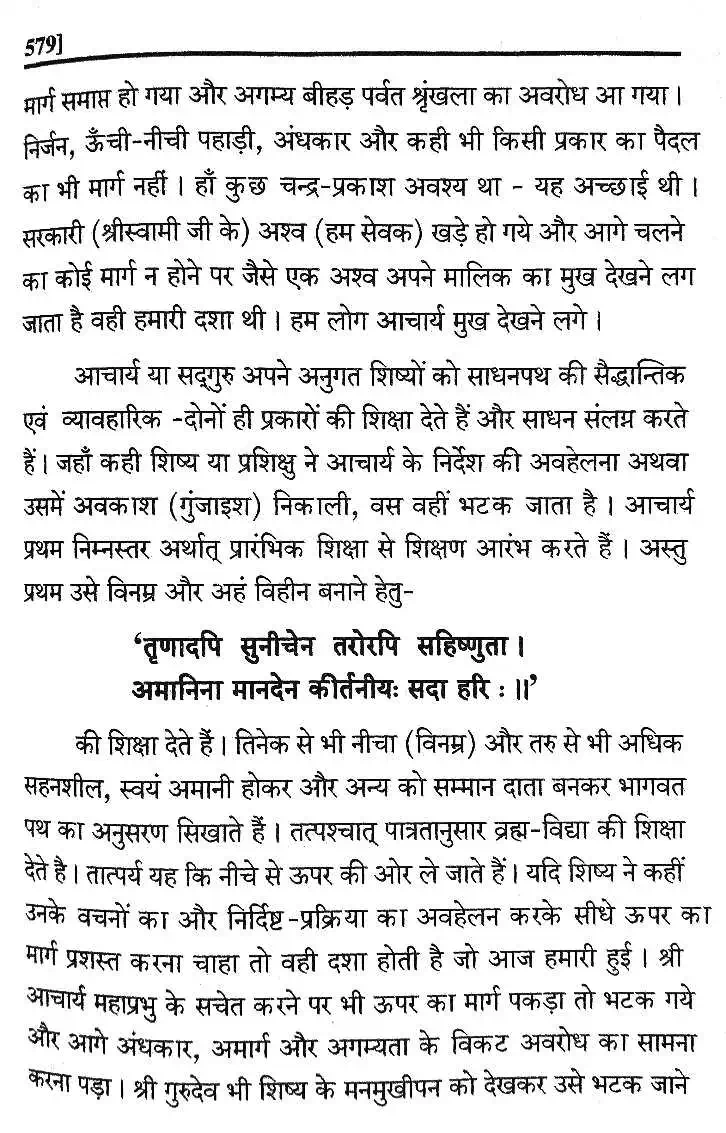 579]
मार्ग समाप्त हो गया और अगम्य बीहड़ पर्वत श्रृंखला का अवरोध आ गया।
निर्जन, ऊँची-नीची पहाड़ी, अंधकार और कही भी किसी प्रकार का पैदल
का भी मार्ग नहीं। हाँ कुछ चन्द्र-प्रकाश अवश्य था - यह अच्छाई थी।
सरकारी (श्रीस्वामी जी के) अश्व (हम सेवक) खड़े हो गये और आगे चलने
का कोई मार्ग न होने पर जैसे एक अश्व अपने मालिक का मुख देखने लग
जाता है वही हमारी दशा थी। हम लोग आचार्य मुख देखने लगे।
आचार्य या सद्‌गुरु अपने अनुगत शिष्यों को साधनपथ की सैद्धान्तिक
एवं व्यावहारिक -दोनों ही प्रकारों की शिक्षा देते हैं और साधन संलग्न करते
हैं। जहाँ कही शिष्य या प्रशिक्षु ने आचार्य के निर्देश की अवहेलना अथवा
उसमें अवकाश (गुंजाइश) निकाली, वस वहीं भटक जाता है। आचार्य
प्रथम निम्नस्तर अर्थात् प्रारंभिक शिक्षा से शिक्षण आरंभ करते हैं। अस्तु
प्रथम उसे विनम्र और अहं विहीन बनाने हेतु-
‘तृणादपि सुनीचेन तरोरपि सहिष्णुता।
अमानिना मानदेन कीर्तनीयः सदा हरि : ॥’
की शिक्षा देते हैं। तिनेक से भी नीचा (विनम्र) और तरु से भी अधिक
सहनशील, स्वयं अमानी होकर और अन्य को सम्मान दाता बनकर भागवत
पथ का अनुसरण सिखाते हैं। तत्पश्चात् पात्रतानुसार व्रह्म-विद्या की शिक्षा
देते है। तात्पर्य यह कि नीचे से ऊपर की ओर ले जाते हैं। यदि शिष्य ने कहीं
उनके वचनों का और निर्दिष्ट-प्रक्रिया का अवहेलन करके सीधे ऊपर का
मार्ग प्रशस्त करना चाहा तो वही दशा होती है जो आज हमारी हुई। श्री
आचार्य महाप्रभु के सचेत करने पर भी ऊपर का मार्ग पकड़ा तो भटक गये
और आगे अंधकार, अमार्ग और अगम्यता के विकट अवरोध का सामना
करना पड़ा। श्री गुरुदेव भी शिष्य के मनमुखीपन को देखकर उसे भटक जाने